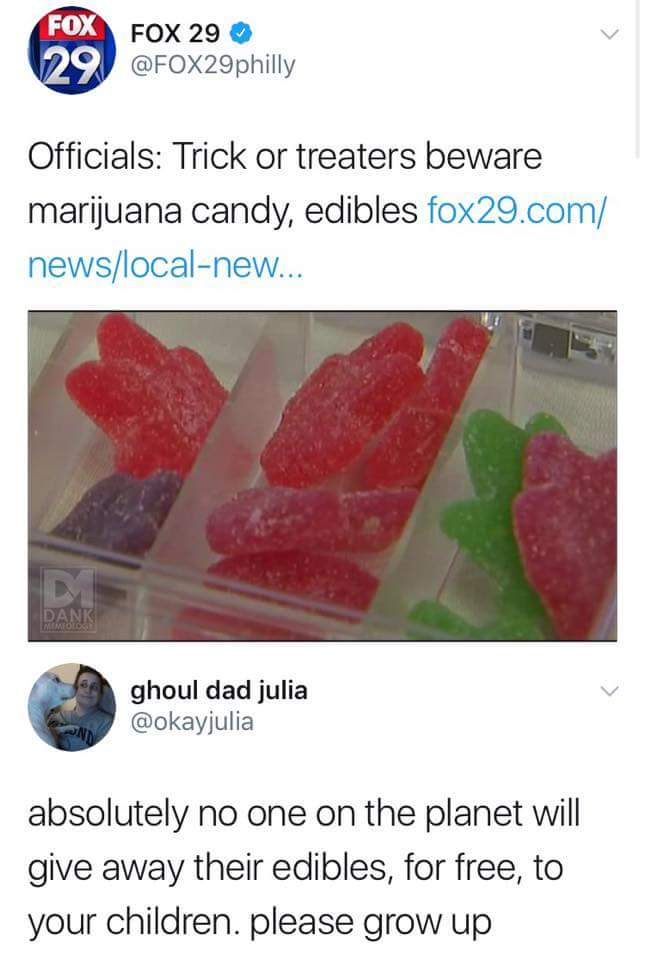 FOX
29
FOX 29
@FOX29philly
Officials: Trick or treaters beware
marijuana candy, edibles fox29.com/
news/local-new...
DM
DANK
MEMEOLOGY
ghoul dad julia
@okayjulia
absolutely no one on the planet will
give away their edibles, for free, to
your children. please grow up